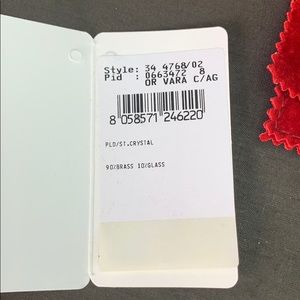 Style: 34 4768/02
Pid : 0663472 8
OR VARA C/AG
8 058571 246220
PLD/ST.CRYSTAL
90/BRASS 10/GLASS